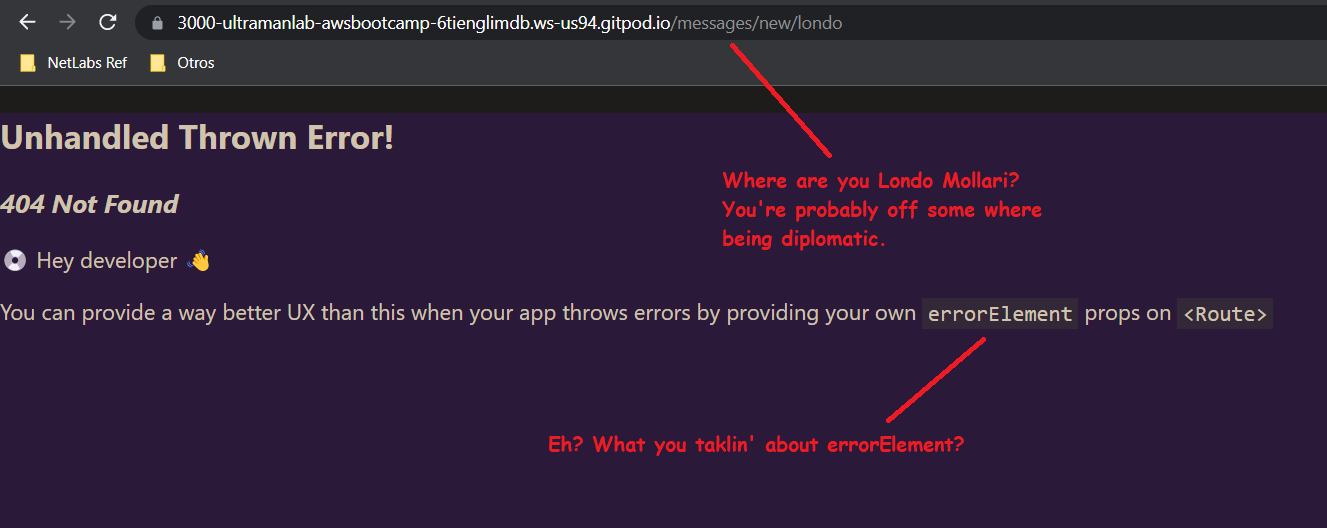 3000-ultramanlab-awsbootcamp-6tienglimdb.ws-us94.gitpod.io/messages/new/londo
NetLabs Ref Otros
Unhandled Thrown Error!
404 Not Found
💿 Hey developer 👋
You can provide a way better UX than this when your app throws errors by providing your own errorElement props on <Route>
Where are you Londo Mollari?
You're probably off some where
being diplomatic.
Eh? What you taklin' about errorElement?